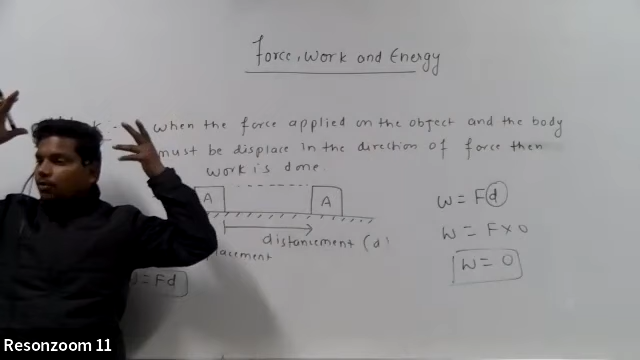 Force, Work and Energy
when the force applied on the object and the body
must be displace in the direction of force then
work is done
A
A
distancement (d)
W = Fd
W = Fd
W = F×0
W = 0
Resonzoom 11